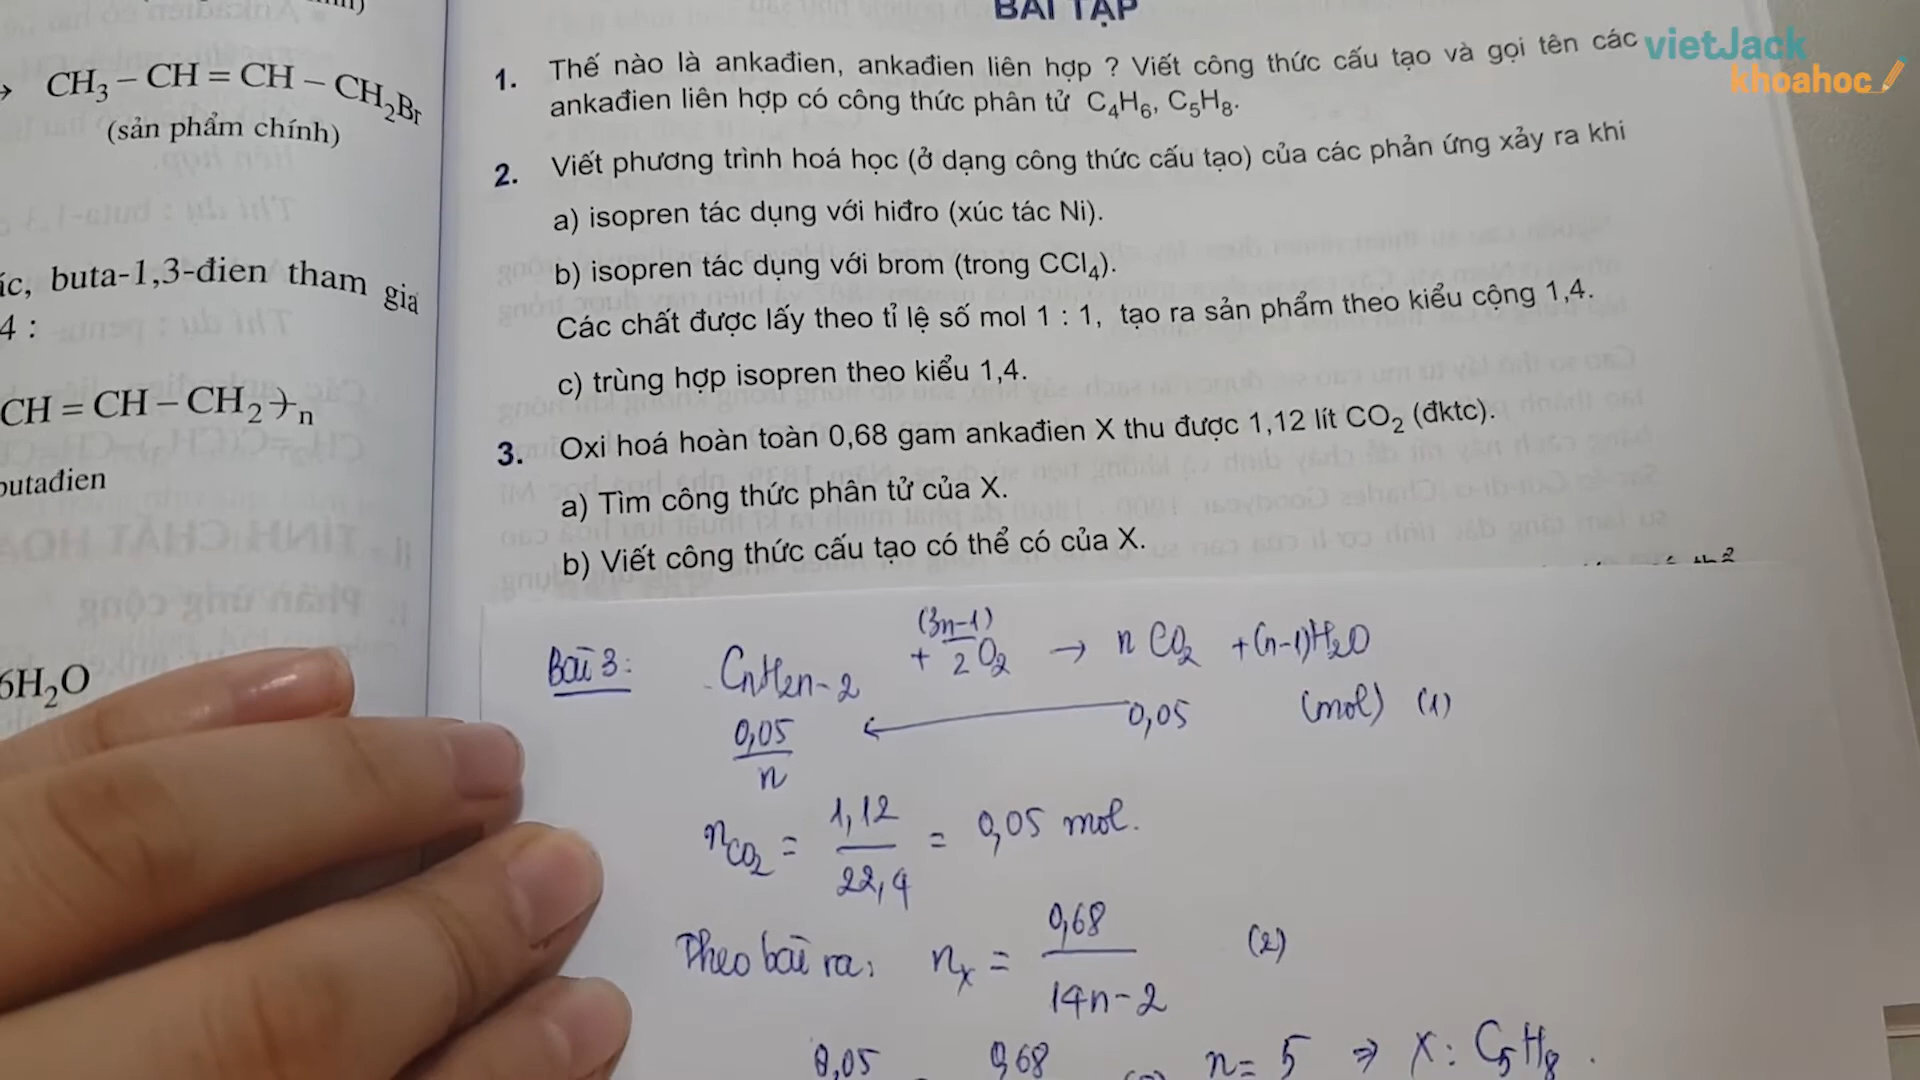 CH3 – CH = CH – CH2Br
(sản phẩm chính)
buta-1,3-đien tham gia
4 :
CH = CH – CH2 )n
butađien
6H2O
BÀI TẬP
vietJack
khoahoc
1. Thế nào là ankađien, ankađien liên hợp ? Viết công thức cấu tạo và gọi tên các
ankađien liên hợp có công thức phân tử C4H6, C5H8.
2. Viết phương trình hoá học (ở dạng công thức cấu tạo) của các phản ứng xảy ra khi
a) isopren tác dụng với hiđro (xúc tác Ni).
b) isopren tác dụng với brom (trong CCl4).
Các chất được lấy theo tỉ lệ số mol 1 : 1, tạo ra sản phẩm theo kiểu cộng 1,4.
c) trùng hợp isopren theo kiểu 1,4.
3. Oxi hoá hoàn toàn 0,68 gam ankađien X thu được 1,12 lít CO2 (đktc).
a) Tìm công thức phân tử của X.
b) Viết công thức cấu tạo có thể có của X.
Bài 3: CnH2n-2 + (3n-1)/2 O2 → n CO2 + (n-1)H2O
0,05/n ← 0,05 (mol) (1)
nCO2 = 1,12/22,4 = 0,05 mol.
Theo bài ra: nX = 0,68/14n-2 (2)
0,05 0,68 n = 5 ⇒ X : C5H8.